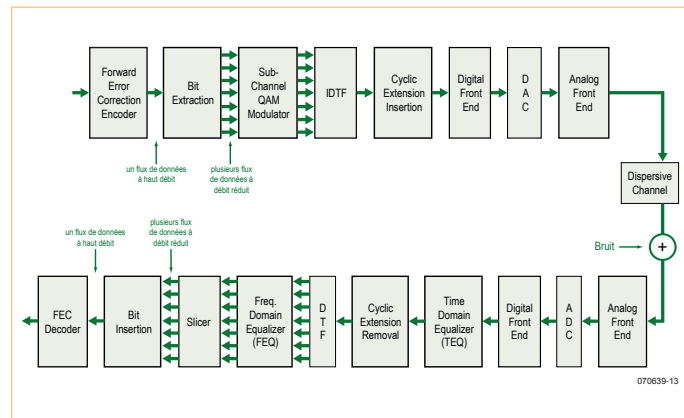 Forward
Error
Correction
Encoder
Bit
Extraction
Sub-
Channel
QAM
Modulator
IDTF
Cyclic
Extension
Insertion
Digital
Front
End
D
A
C
Analog
Front
End
un flux de données
à haut débit
plusieurs flux
de données à
débit réduit
Dispersive
Channel
Bruit
+
un flux de données
à haut débit
plusieurs flux
de données à
débit réduit
FEC
Decoder
Bit
Insertion
Slicer
Freq.
Domain
Equalizer
(FEQ)
D
T
F
Cyclic
Extension
Removal
Time
Domain
Equalizer
(TEQ)
Digital
Front
End
A
D
C
Analog
Front
End
070639-13